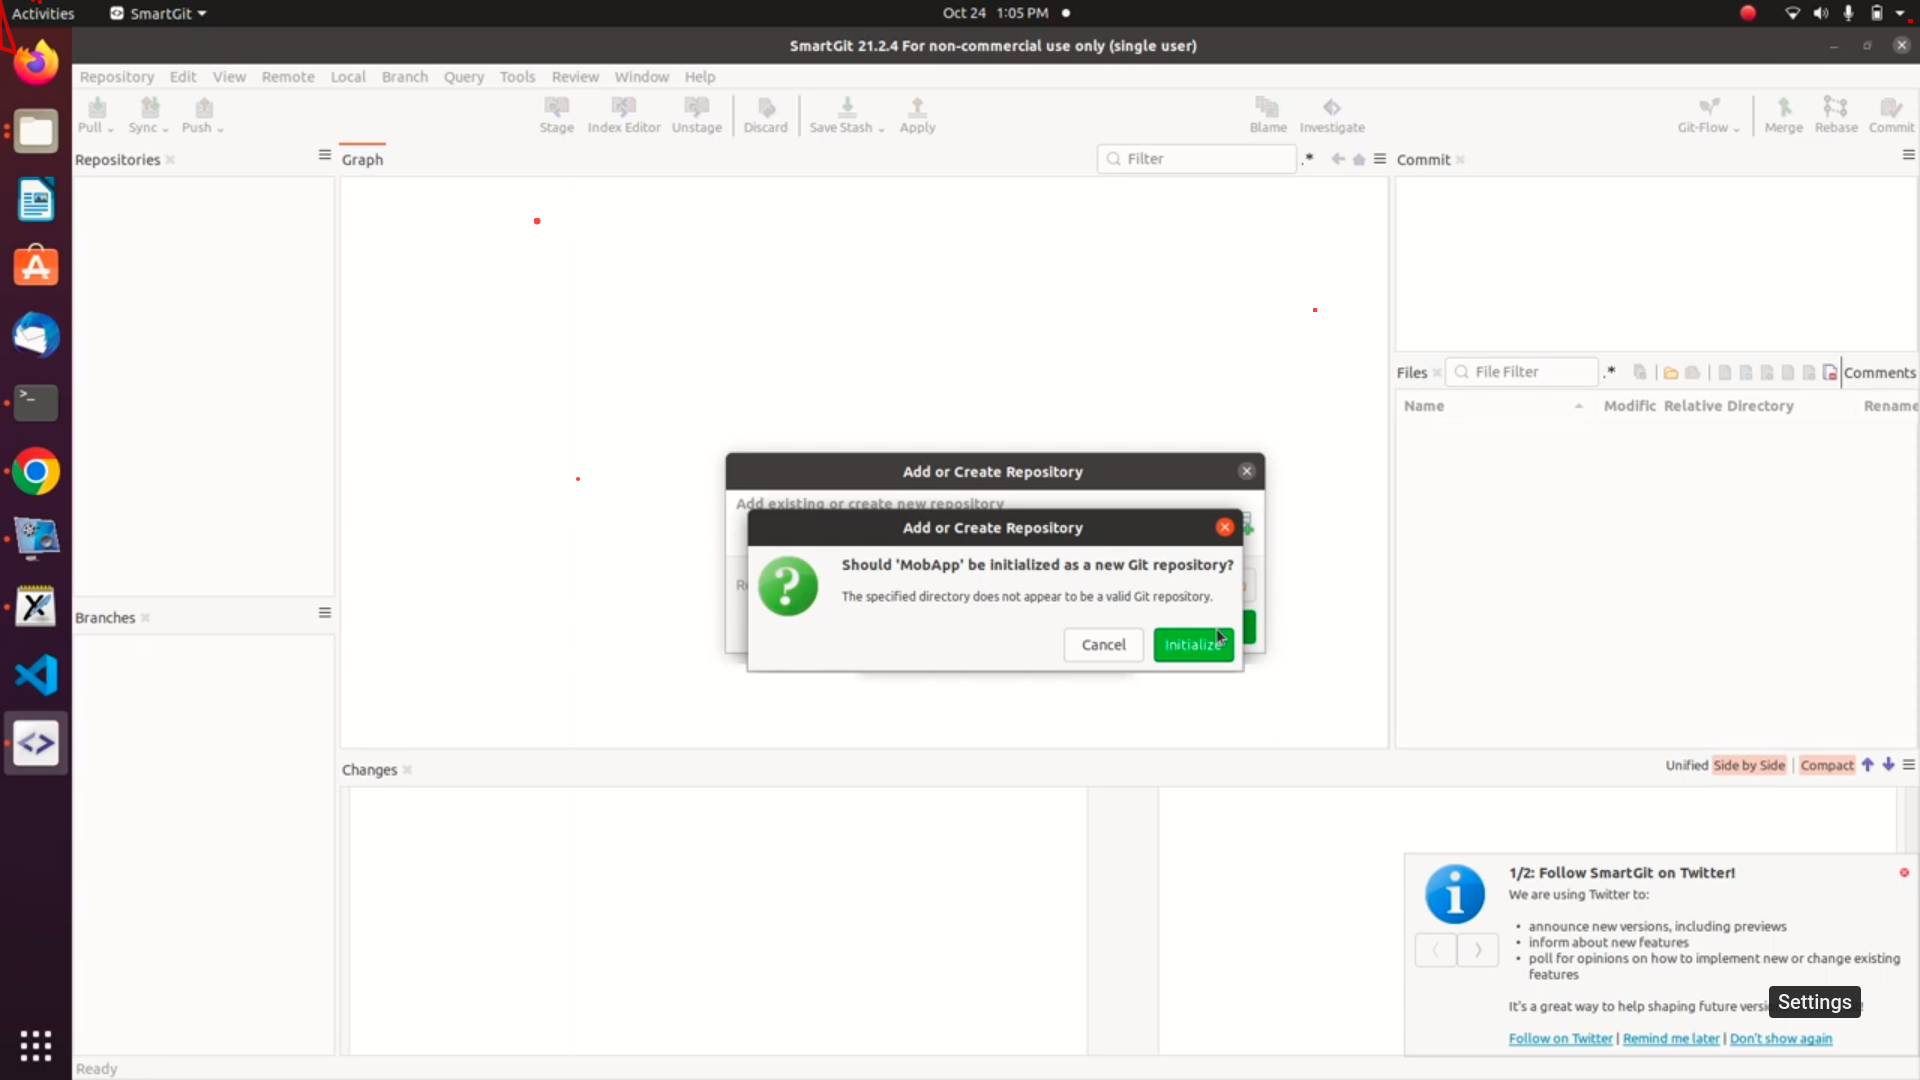 Activities
SmartGit
Oct 24 1:05 PM
SmartGit 21.2.4 For non-commercial use only (single user)
Repository Edit View Remote Local Branch Query Tools Review Window Help
Pull Sync Push Stage Index Editor Unstage Discard Save Stash Apply Blame Investigate Git-Flow Merge Rebase Commit
Repositories
Graph
Filter
.*
Commit
Files
File Filter
.*
Comments
Name Modific Relative Directory Rename
Add or Create Repository
Add existing or create new repository
Add or Create Repository
Should 'MobApp' be initialized as a new Git repository?
The specified directory does not appear to be a valid Git repository.
Cancel Initialize
Branches
Changes
Unified Side by Side | Compact
1/2: Follow SmartGit on Twitter!
We are using Twitter to:
• announce new versions, including previews
• inform about new features
• poll for opinions on how to implement new or change existing
features
It's a great way to help shaping future
Settings
Follow on Twitter | Remind me later | Don't show again
Ready